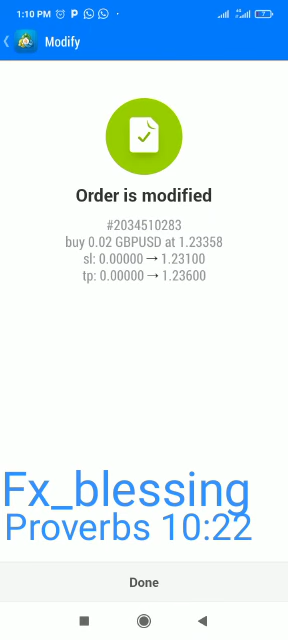 1:10 PM
7
Modify
Order is modified
#2034510283
buy 0.02 GBPUSD at 1.23358
sl: 0.00000 → 1.23100
tp: 0.00000 → 1.23600
Fx_blessing
Proverbs 10:22
Done